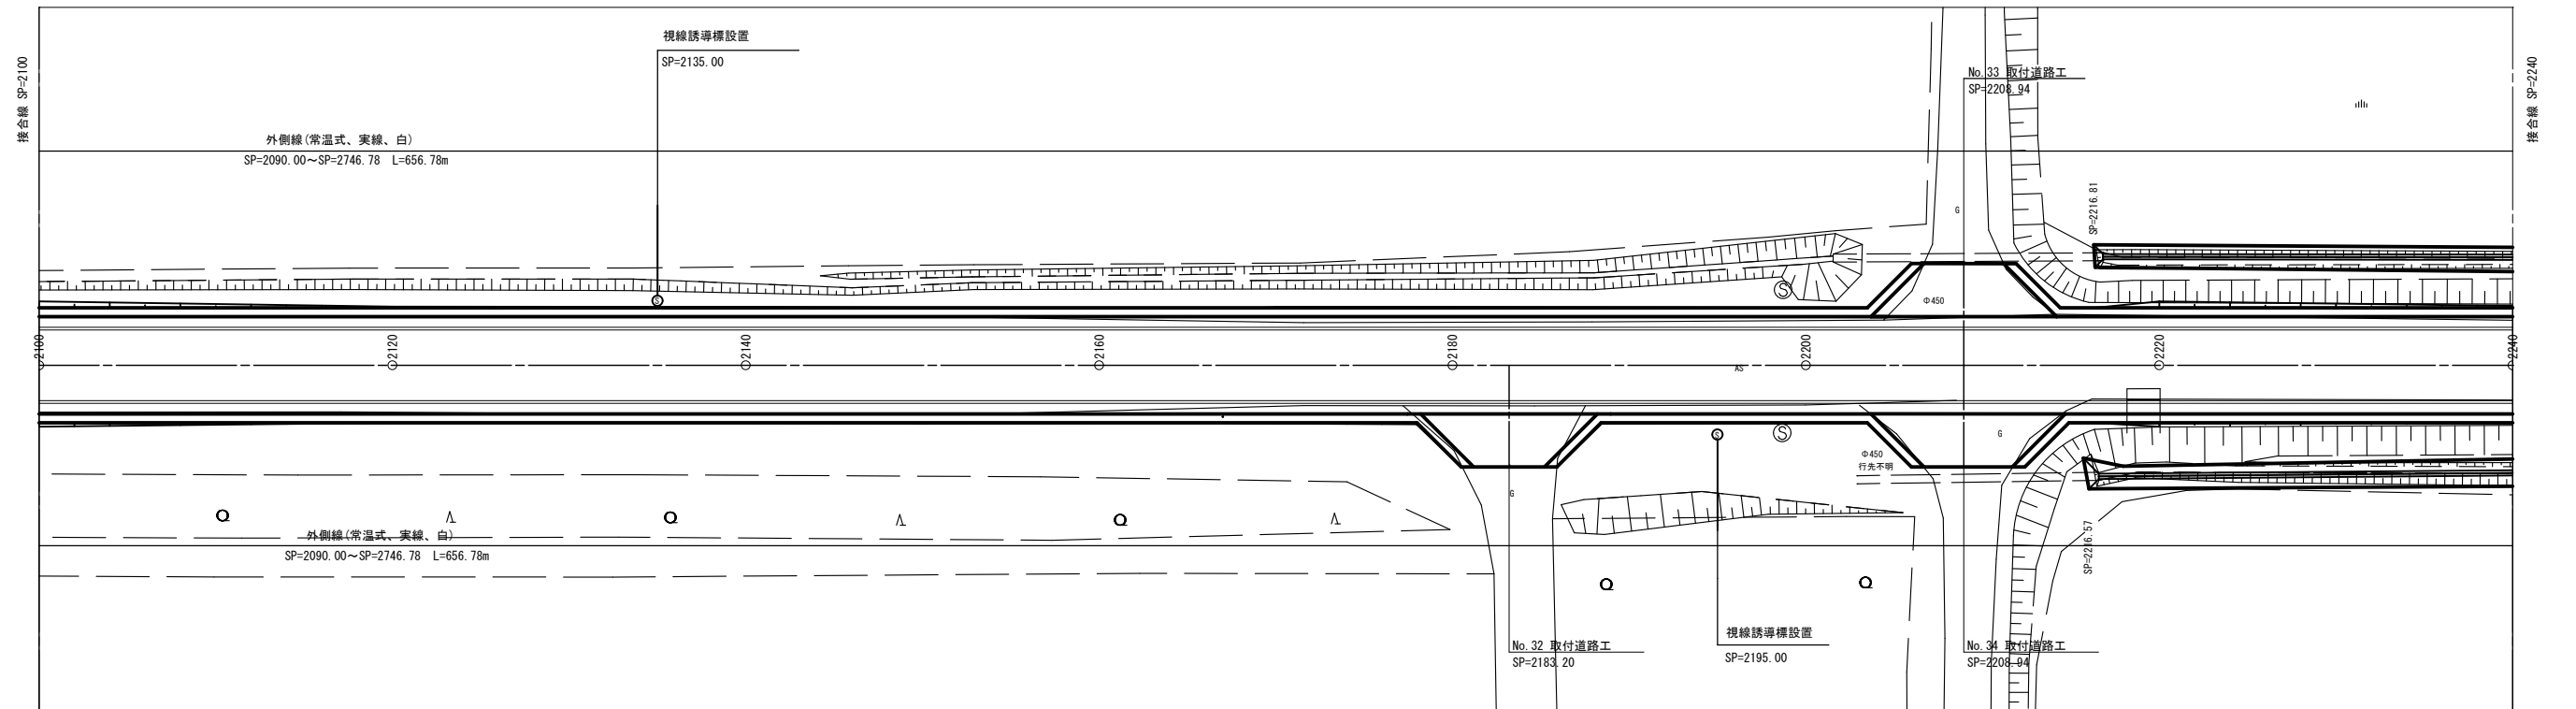 接合線 SP=2100
視線誘導標設置
SP=2135.00
外側線(常温式、実線、白)
SP=2090.00～SP=2746.78 L=656.78m
No.33 取付道路工
SP=2208.94
接合線 SP=2240
SP=2216.81
G
S
S
Φ450
2100
2120
2140
2160
2180
2200
2220
2240
AS
S
S
G
Φ450
行先不明
G
外側線(常温式、実線、白)
SP=2090.00～SP=2746.78 L=656.78m
SP=2216.57
No.32 取付道路工
SP=2183.20
視線誘導標設置
SP=2195.00
No.34 取付道路工
SP=2208.94